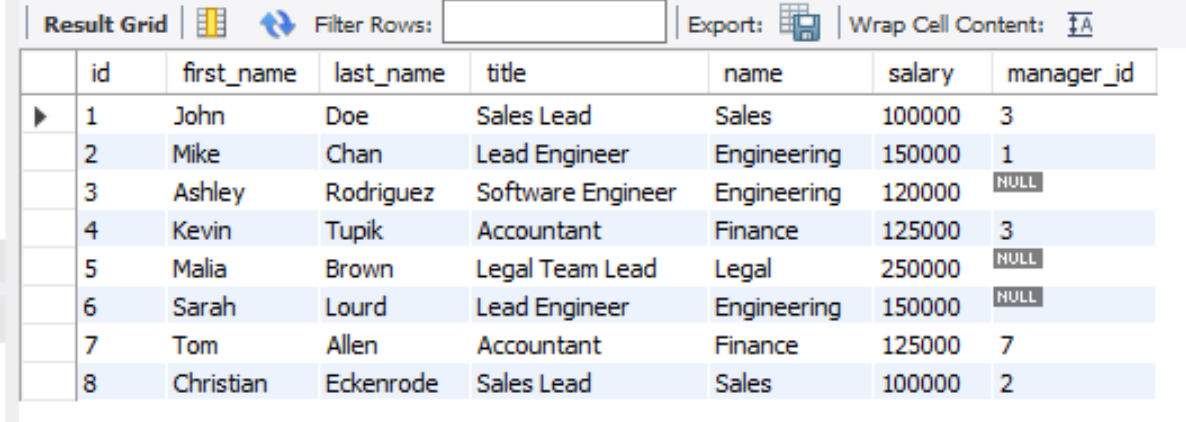 Result Grid Filter Rows: Export: Wrap Cell Content: IA
id first_name last_name title name salary manager_id
1 John Doe Sales Lead Sales 100000 3
2 Mike Chan Lead Engineer Engineering 150000 1
3 Ashley Rodriguez Software Engineer Engineering 120000 NULL
4 Kevin Tupik Accountant Finance 125000 3
5 Malia Brown Legal Team Lead Legal 250000 NULL
6 Sarah Lourd Lead Engineer Engineering 150000 NULL
7 Tom Allen Accountant Finance 125000 7
8 Christian Eckenrode Sales Lead Sales 100000 2